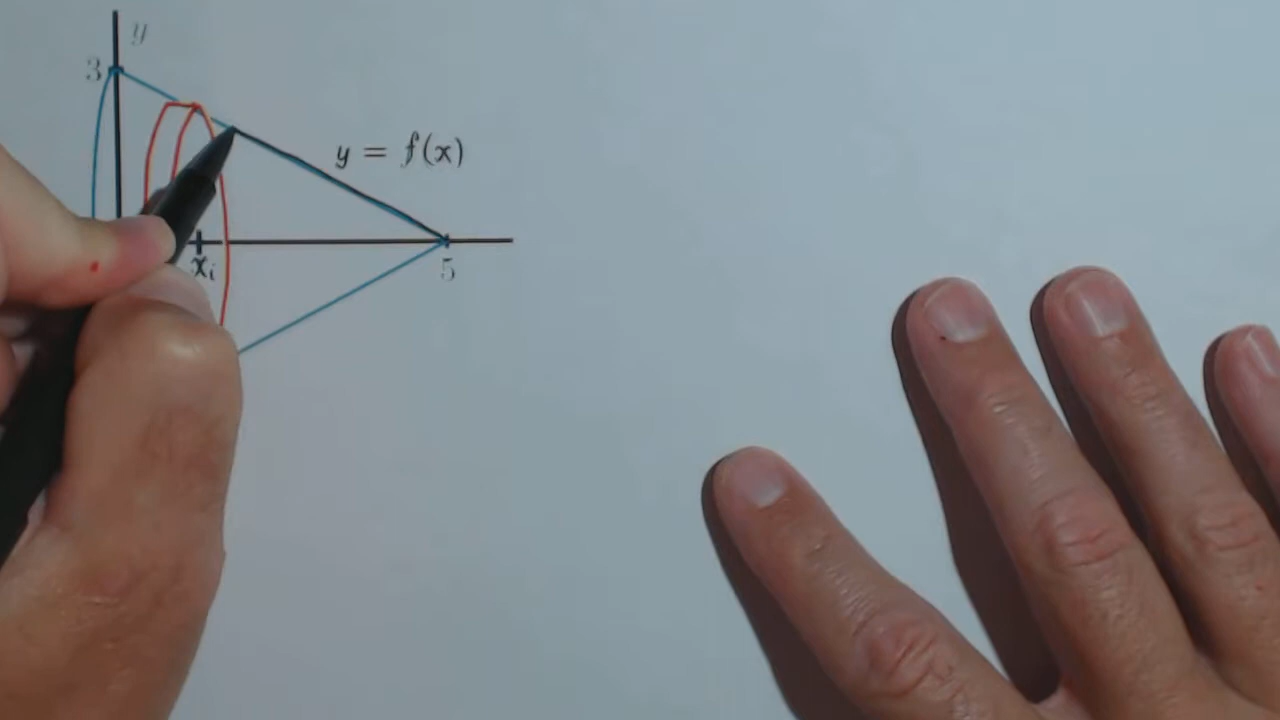 y
3
y = f(x)
xᵢ
5